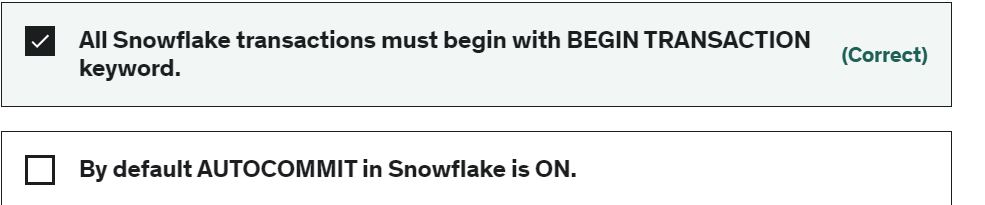 All Snowflake transactions must begin with BEGIN TRANSACTION
keyword.
(Correct)
By default AUTOCOMMIT in Snowflake is ON.